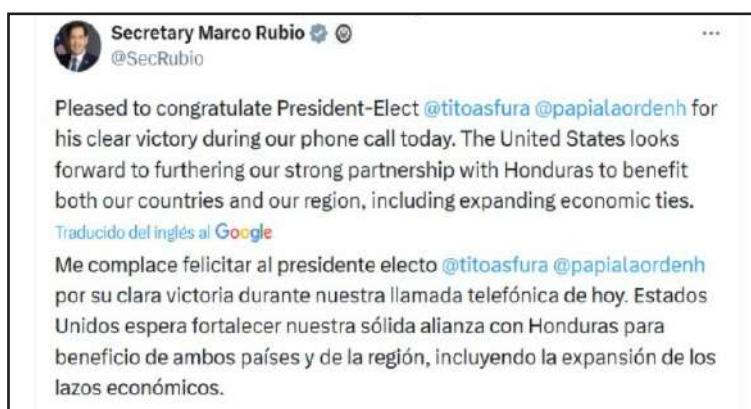 Secretary Marco Rubio
@SecRubio
Pleased to congratulate President-Elect @titoasfura @papialaordenh for
his clear victory during our phone call today. The United States looks
forward to furthering our strong partnership with Honduras to benefit
both our countries and our region, including expanding economic ties.
Traducido del inglés al Google
Me complace felicitar al presidente electo @titoasfura @papialaordenh
por su clara victoria durante nuestra llamada telefónica de hoy. Estados
Unidos espera fortalecer nuestra sólida alianza con Honduras para
beneficio de ambos países y de la región, incluyendo la expansión de los
lazos económicos.